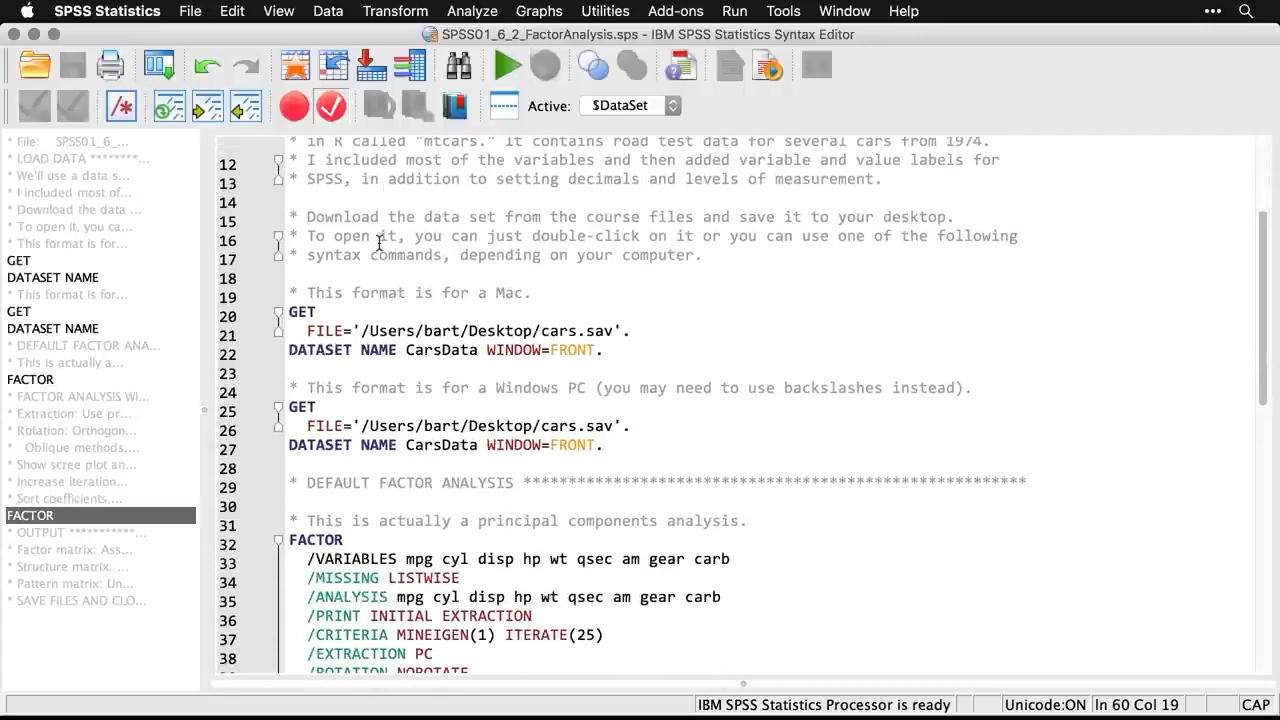 SPSS Statistics File Edit View Data Transform Analyze Graphs Utilities Add-ons Run Tools Window Help
SPSS01_6_2_FactorAnalysis.sps - IBM SPSS Statistics Syntax Editor
Active: $DataSet
* File: SPSS01_6_...
* LOAD DATA ********...
* We'll use a data s...
* I included most of...
* Download the data ...
* To open it, you ca...
* This format is for...
GET
DATASET NAME
* This format is for...
GET
DATASET NAME
* DEFAULT FACTOR ANA...
* This is actually a...
FACTOR
* FACTOR ANALYSIS WI...
* Extraction: Use pr...
* Rotation: Orthogon...
* Oblique methods,...
* Show scree plot an...
* Increase iteration...
* Sort coefficients,...
FACTOR
* OUTPUT ***********...
* Factor matrix: Ass...
* Structure matrix: ...
* Pattern matrix: Un...
* SAVE FILES AND CLO...
* in R called "mtcars." It contains road test data for several cars from 1974.
12 * I included most of the variables and then added variable and value labels for
13 * SPSS, in addition to setting decimals and levels of measurement.
14
15 * Download the data set from the course files and save it to your desktop.
16 * To open it, you can just double-click on it or you can use one of the following
17 * syntax commands, depending on your computer.
18
19 * This format is for a Mac.
20 GET
21 FILE='/Users/bart/Desktop/cars.sav'.
22 DATASET NAME CarsData WINDOW=FRONT.
23
24 * This format is for a Windows PC (you may need to use backslashes instead).
25 GET
26 FILE='/Users/bart/Desktop/cars.sav'.
27 DATASET NAME CarsData WINDOW=FRONT.
28
29 * DEFAULT FACTOR ANALYSIS ********************************************************
30
31 * This is actually a principal components analysis.
32 FACTOR
33 /VARIABLES mpg cyl disp hp wt qsec am gear carb
34 /MISSING LISTWISE
35 /ANALYSIS mpg cyl disp hp wt qsec am gear carb
36 /PRINT INITIAL EXTRACTION
37 /CRITERIA MINEIGEN(1) ITERATE(25)
38 /EXTRACTION PC
/ROTATION NOROTATE
IBM SPSS Statistics Processor is ready Unicode:ON In 60 Col 19 CAP